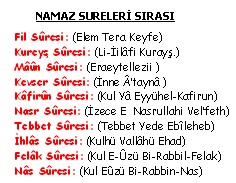 NAMAZ SURELERİ SIRASI
Fil Sûresi: (Elem Tera Keyfe)
Kureyş Sûresi: (Li-İlâfi Kurayş.)
Mâûn Sûresi: (Eraeytellezii )
Kevser Sûresi: (İnne Â'taynâ )
Kâfirûn Sûresi: (Kul Yâ Eyyühel-Kafirun)
Nasr Sûresi: (İzece E Nasrullahi Vel'feth)
Tebbet Sûresi: (Tebbet Yede Ebîleheb)
İhlâs Sûresi: (Kulhü Vallâhü Ehad)
Felâk Sûresi: (Kul E-Ûzü Bi-Rabbil-Felak)
Nâs Sûresi: (Kul Eûzü Bi-Rabbin-Nas)